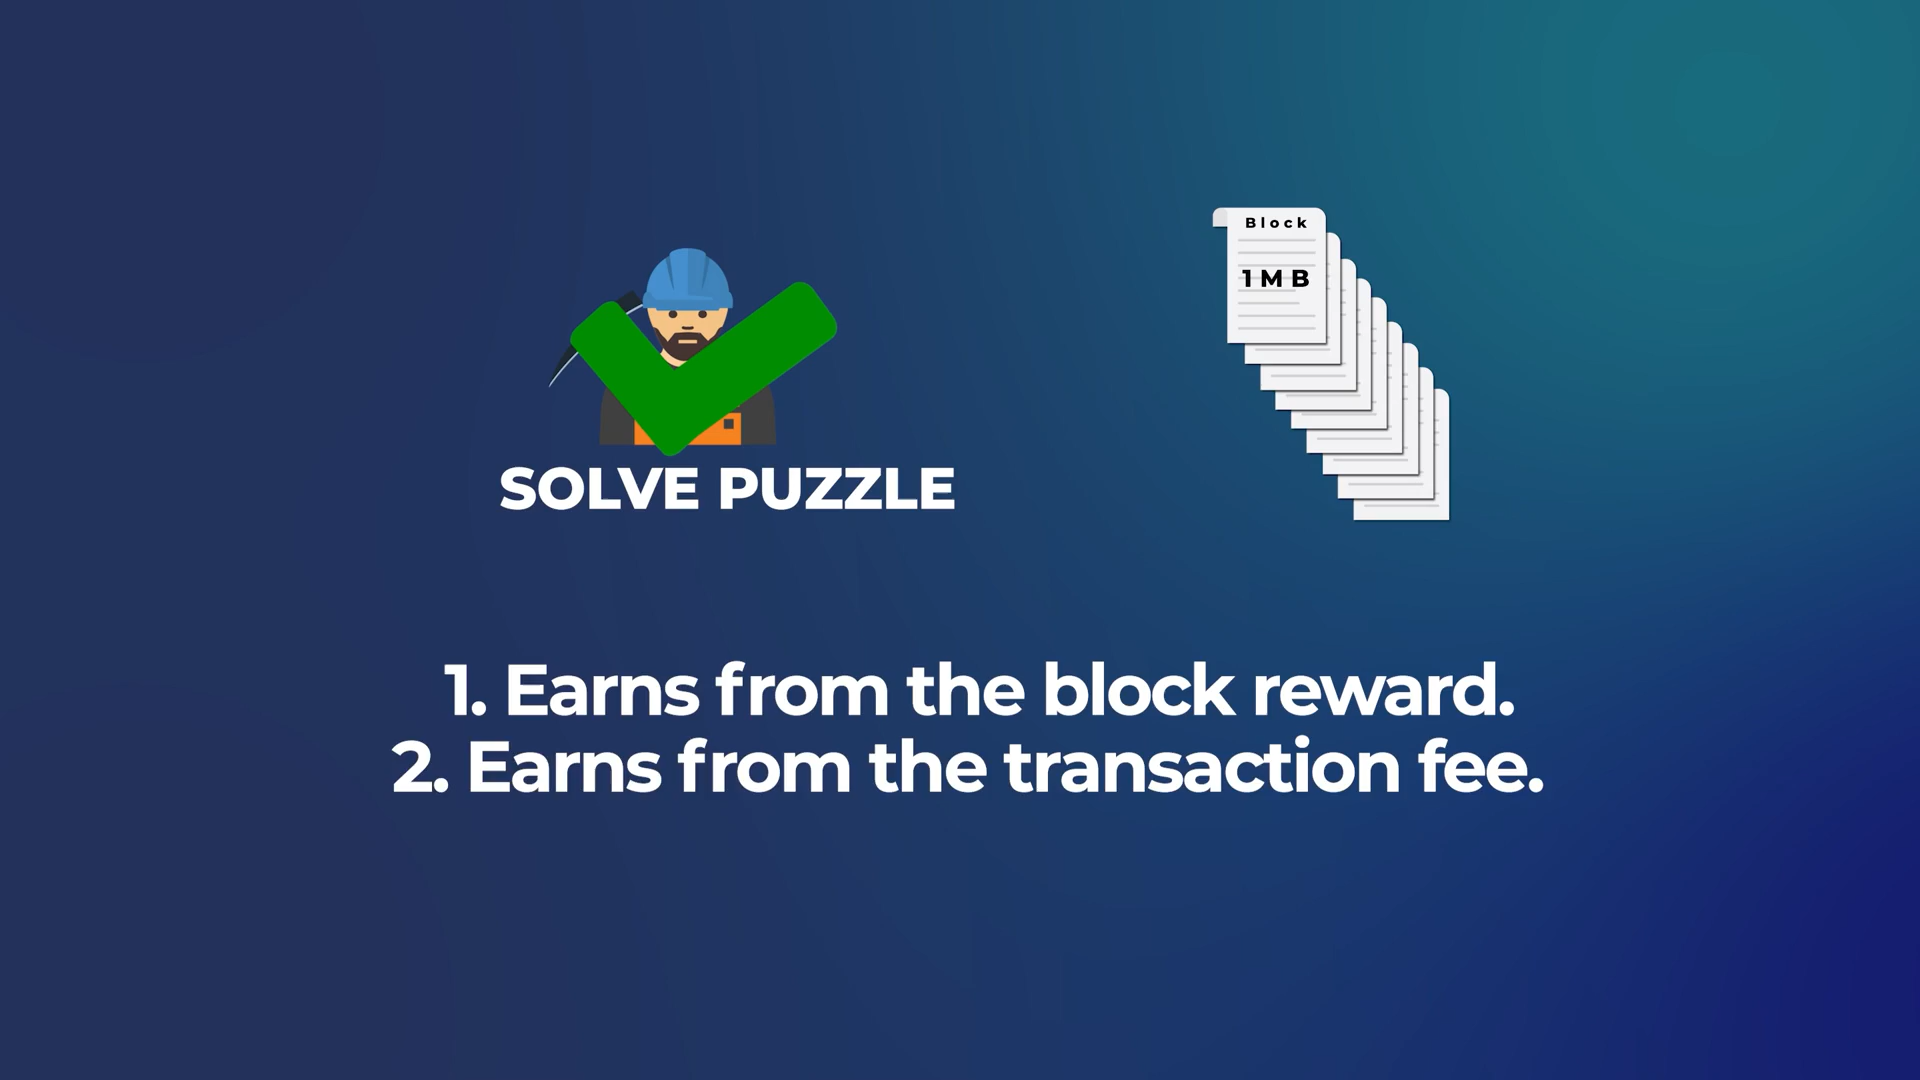 Block
1MB
SOLVE PUZZLE
1. Earns from the block reward.
2. Earns from the transaction fee.